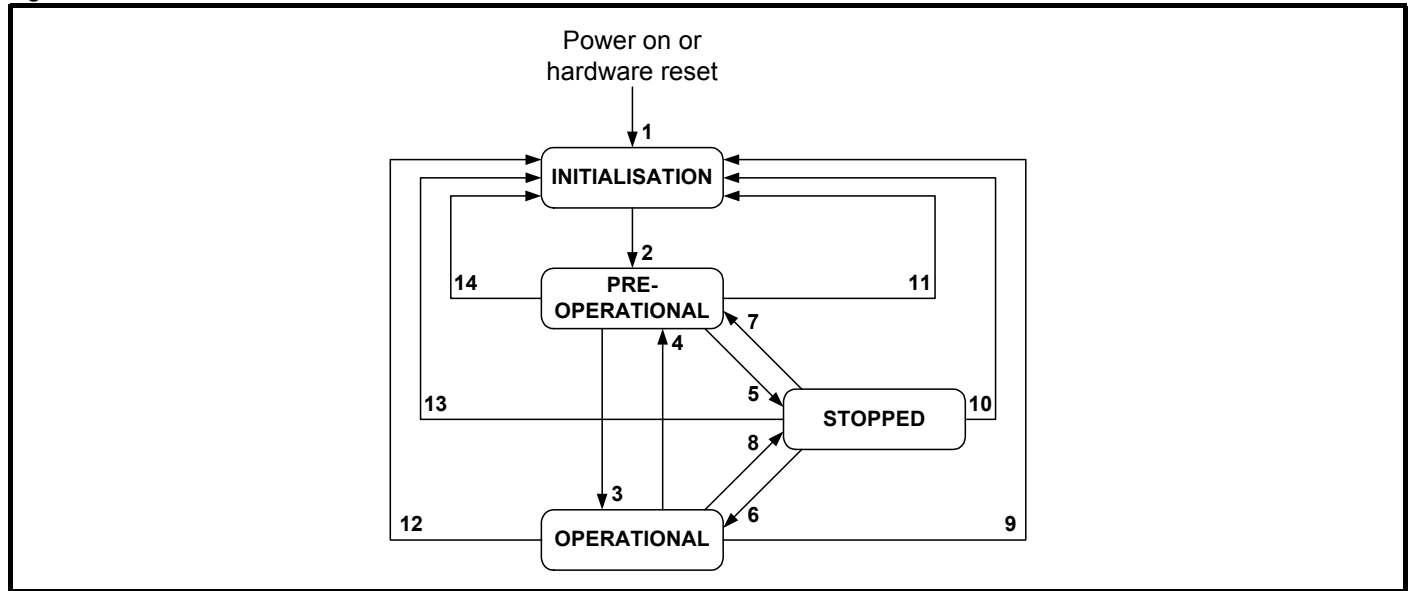 Power on or
hardware reset
1
INITIALISATION
2
14
PRE-
OPERATIONAL
11
7
4
5
13
STOPPED
10
8
3
6
12
OPERATIONAL
9